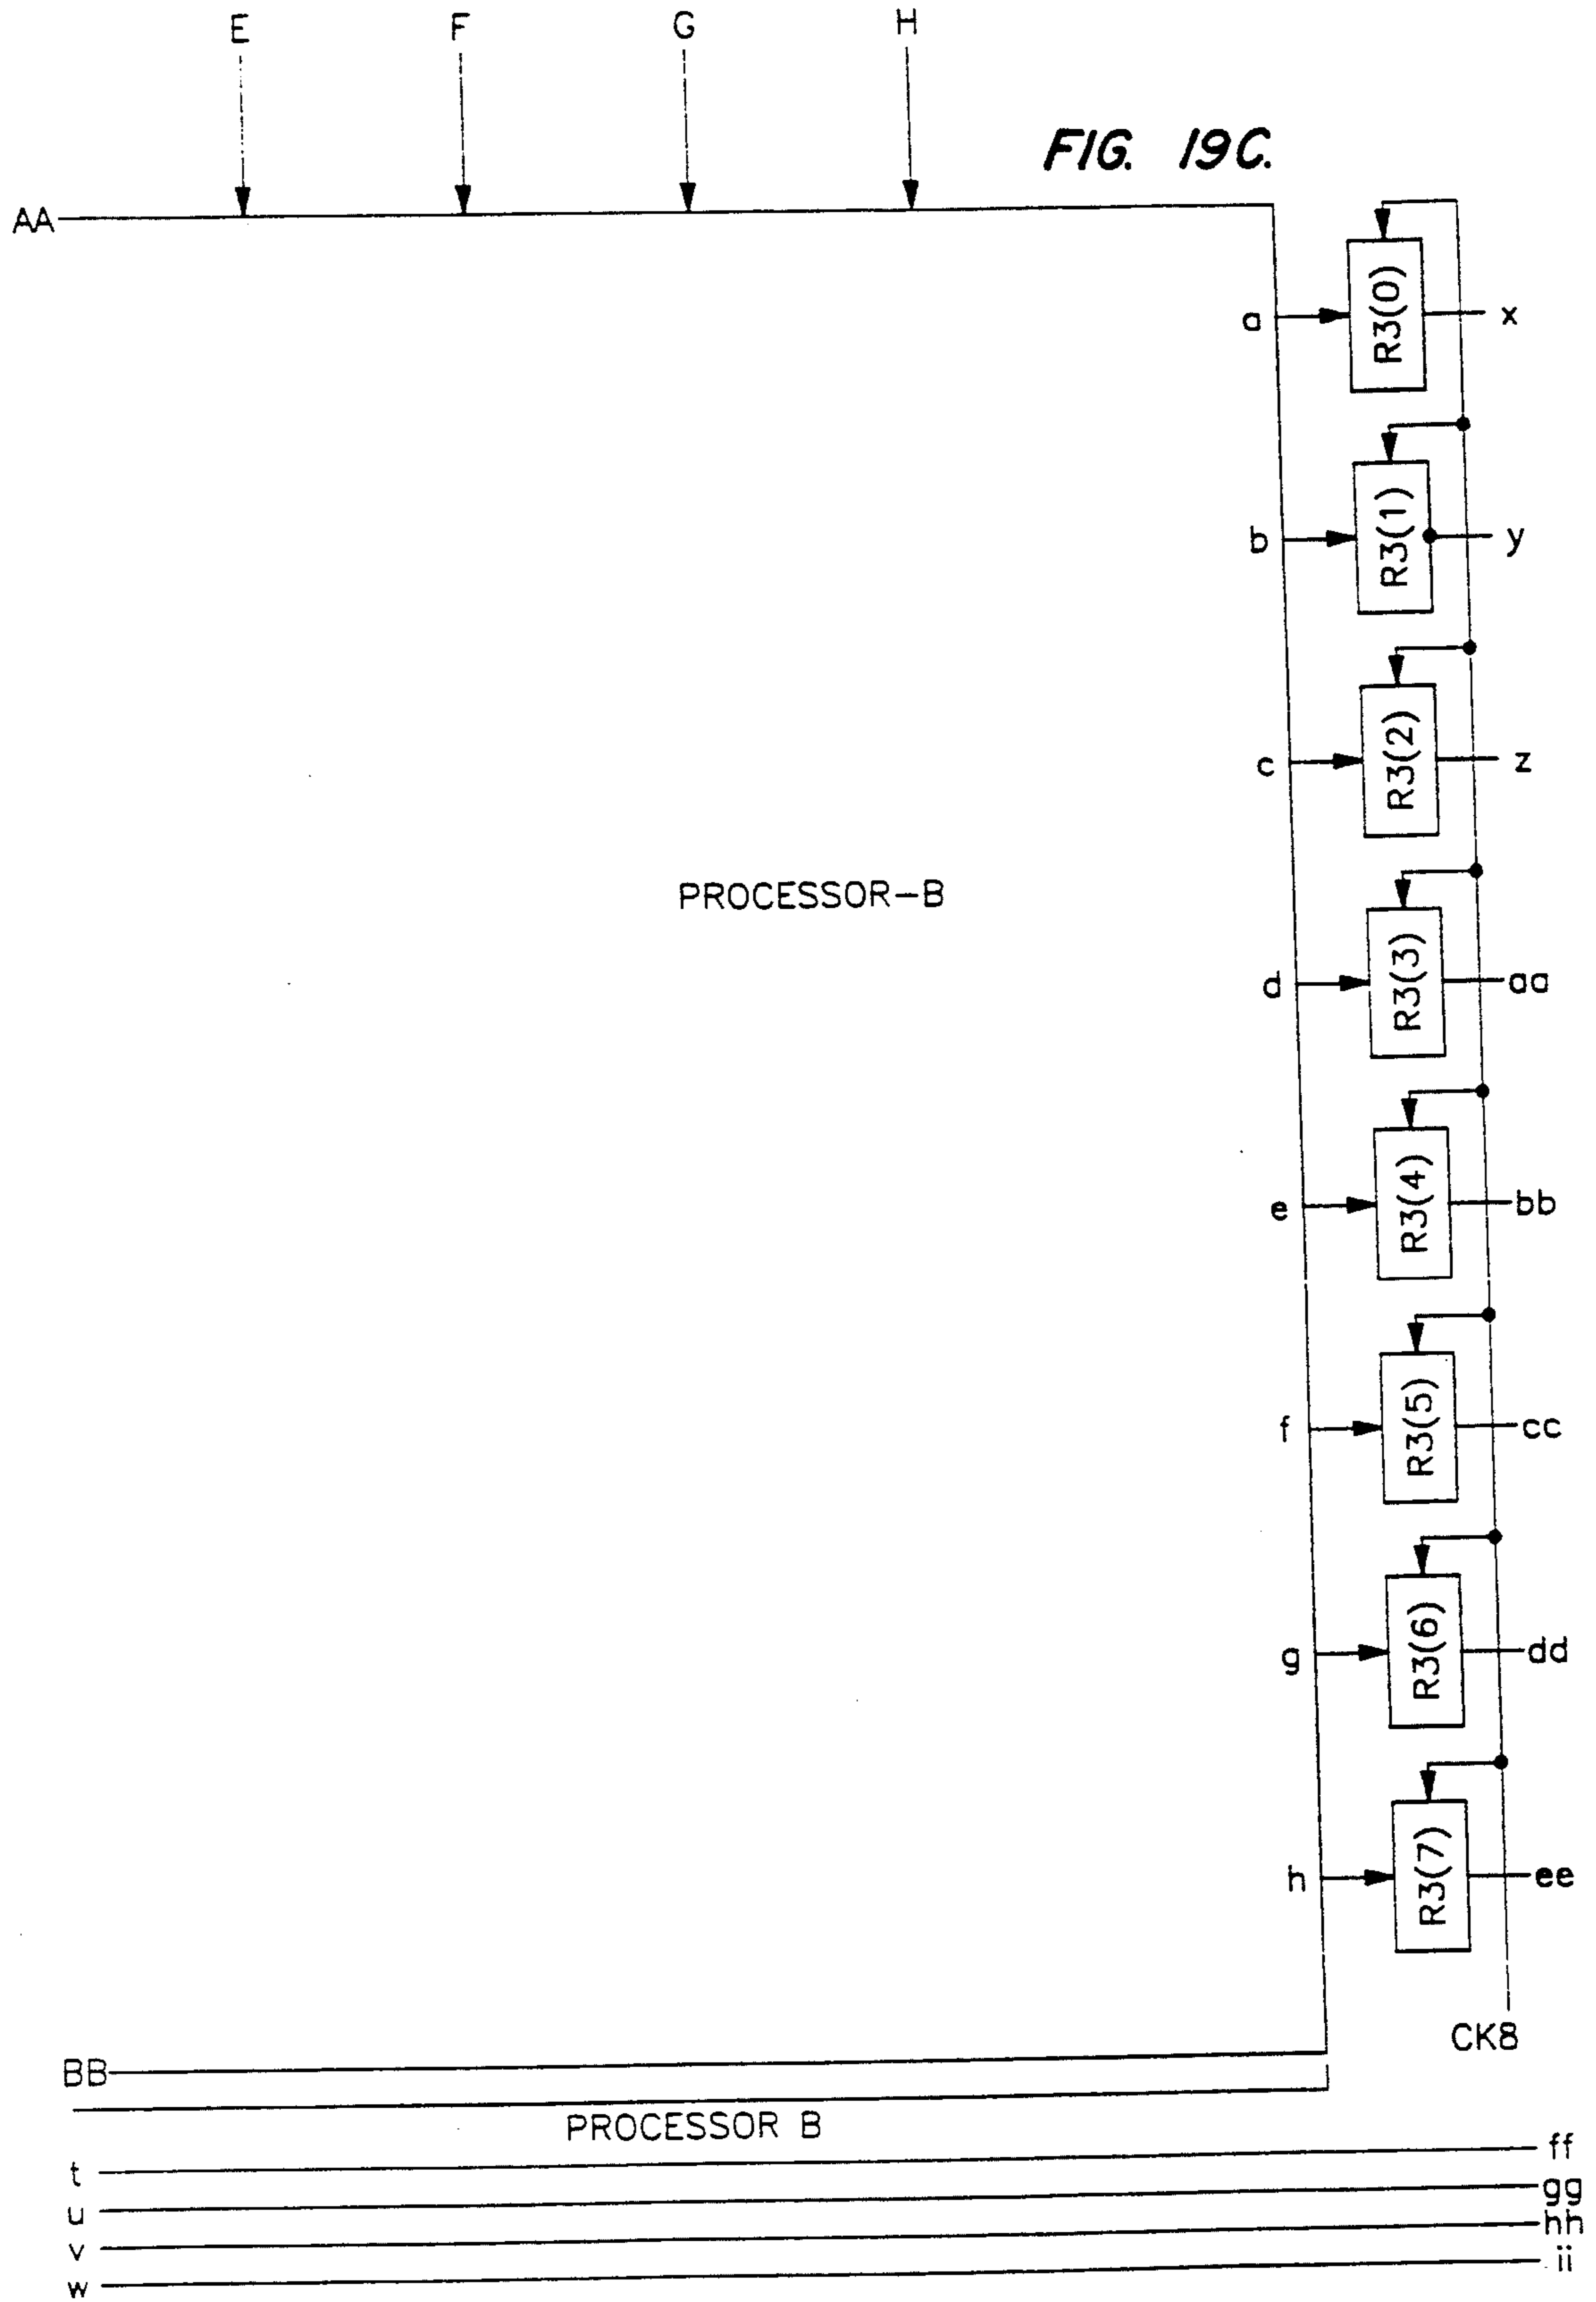 E F G H
FIG. 19C.
AA
a R3(0) x
b R3(1) y
c R3(2) z
PROCESSOR-B
d R3(3) aa
e R3(4) bb
f R3(5) cc
g R3(6) dd
h R3(7) ee
CK8
BB
PROCESSOR B
t ff
u gg
v hh
w ii